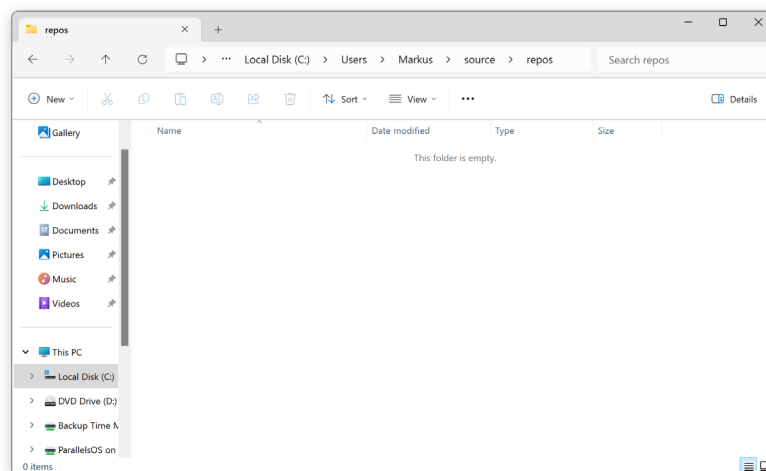 repos
Local Disk (C:) > Users > Markus > source > repos
Search repos
New
Sort
View
Details
Gallery
Name Date modified Type Size
This folder is empty.
Desktop
Downloads
Documents
Pictures
Music
Videos
This PC
Local Disk (C:)
DVD Drive (D:)
Backup Time
ParallelsOS on
0 items